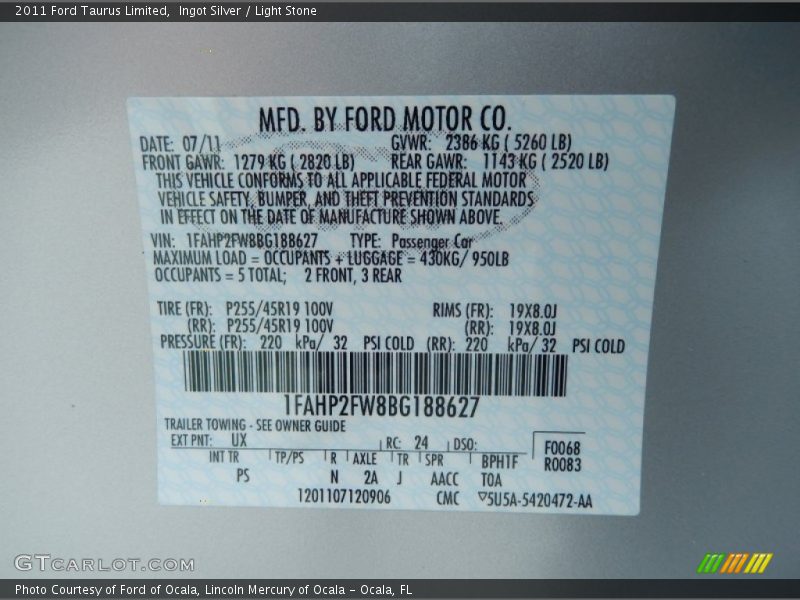 2011 Ford Taurus Limited, Ingot Silver / Light Stone
MFD. BY FORD MOTOR CO.
DATE: 07/11 GVWR: 2386 KG ( 5260 LB)
FRONT GAWR: 1279 KG ( 2820 LB) REAR GAWR: 1143 KG ( 2520 LB)
THIS VEHICLE CONFORMS TO ALL APPLICABLE FEDERAL MOTOR
VEHICLE SAFETY, BUMPER, AND THEFT PREVENTION STANDARDS
IN EFFECT ON THE DATE OF MANUFACTURE SHOWN ABOVE.
VIN: 1FAHP2FW8BG188627 TYPE: Passenger Car
MAXIMUM LOAD = OCCUPANTS + LUGGAGE = 430KG/ 950LB
OCCUPANTS = 5 TOTAL; 2 FRONT, 3 REAR
TIRE (FR): P255/45R19 100V RIMS (FR): 19X8.0J
(RR): P255/45R19 100V (RR): 19X8.0J
PRESSURE (FR): 220 kPa/ 32 PSI COLD (RR): 220 kPa/ 32 PSI COLD
1FAHP2FW8BG188627
TRAILER TOWING - SEE OWNER GUIDE
EXT PNT: UX RC: 24 DSO: F0068
INT TR TP/PS R AXLE TR SPR BPH1F R0083
PS N 2A J AACC TOA
1201107120906 CMC ▽5U5A-5420472-AA
GTCARLOT.COM
Photo Courtesy of Ford of Ocala, Lincoln Mercury of Ocala - Ocala, FL